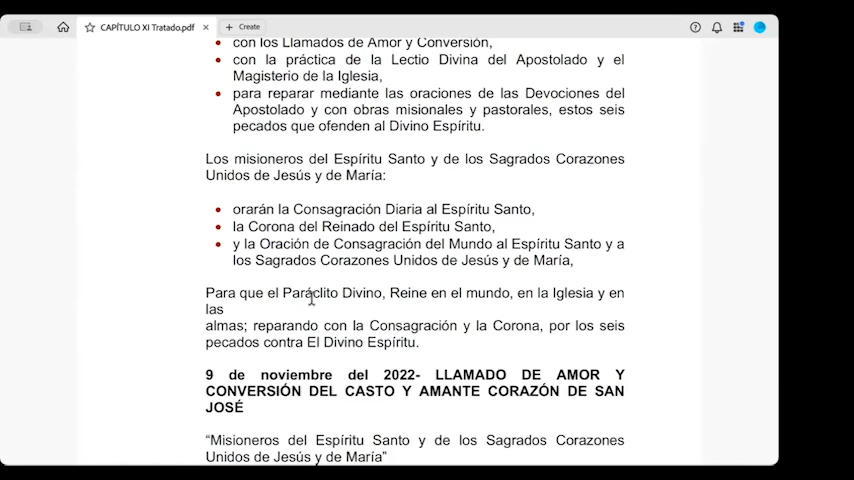 CAPÍTULO XI Tratado.pdf
Create
con los Llamados de Amor y Conversión,
con la práctica de la Lectio Divina del Apostolado y el
Magisterio de la Iglesia,
para reparar mediante las oraciones de las Devociones del
Apostolado y con obras misionales y pastorales, estos seis
pecados que ofenden al Divino Espíritu.
Los misioneros del Espíritu Santo y de los Sagrados Corazones
Unidos de Jesús y de María:
orarán la Consagración Diaria al Espíritu Santo,
la Corona del Reinado del Espíritu Santo,
y la Oración de Consagración del Mundo al Espíritu Santo y a
los Sagrados Corazones Unidos de Jesús y de María,
Para que el Paráclito Divino, Reine en el mundo, en la Iglesia y en
las
almas; reparando con la Consagración y la Corona, por los seis
pecados contra El Divino Espíritu.
9 de noviembre del 2022- LLAMADO DE AMOR Y
CONVERSIÓN DEL CASTO Y AMANTE CORAZÓN DE SAN
JOSÉ
“Misioneros del Espíritu Santo y de los Sagrados Corazones
Unidos de Jesús y de María”